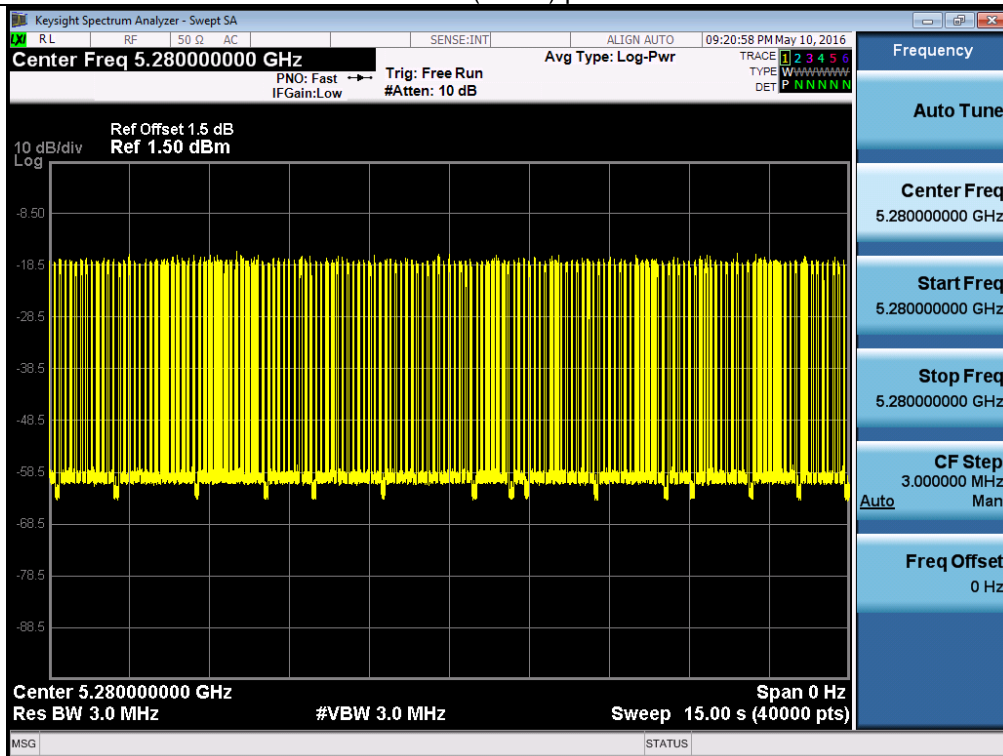 Keysight Spectrum Analyzer - Swept SA
LXI RL RF 50 Ω AC SENSE:INT ALIGN AUTO 09:20:58 PM May 10, 2016
Center Freq 5.280000000 GHz
PNO: Fast
IFGain:Low
Trig: Free Run
#Atten: 10 dB
Avg Type: Log-Pwr
TRACE 1 2 3 4 5 6
TYPE WWWWWW
DET P NNNNN
Ref Offset 1.5 dB
10 dB/div Ref 1.50 dBm
Log
-8.50
-18.5
-28.5
-38.5
-48.5
-58.5
-68.5
-78.5
-88.5
Center 5.280000000 GHz Span 0 Hz
Res BW 3.0 MHz #VBW 3.0 MHz Sweep 15.00 s (40000 pts)
MSG STATUS
Frequency
Auto Tune
Center Freq
5.280000000 GHz
Start Freq
5.280000000 GHz
Stop Freq
5.280000000 GHz
CF Step
3.000000 MHz
Auto Man
Freq Offset
0 Hz